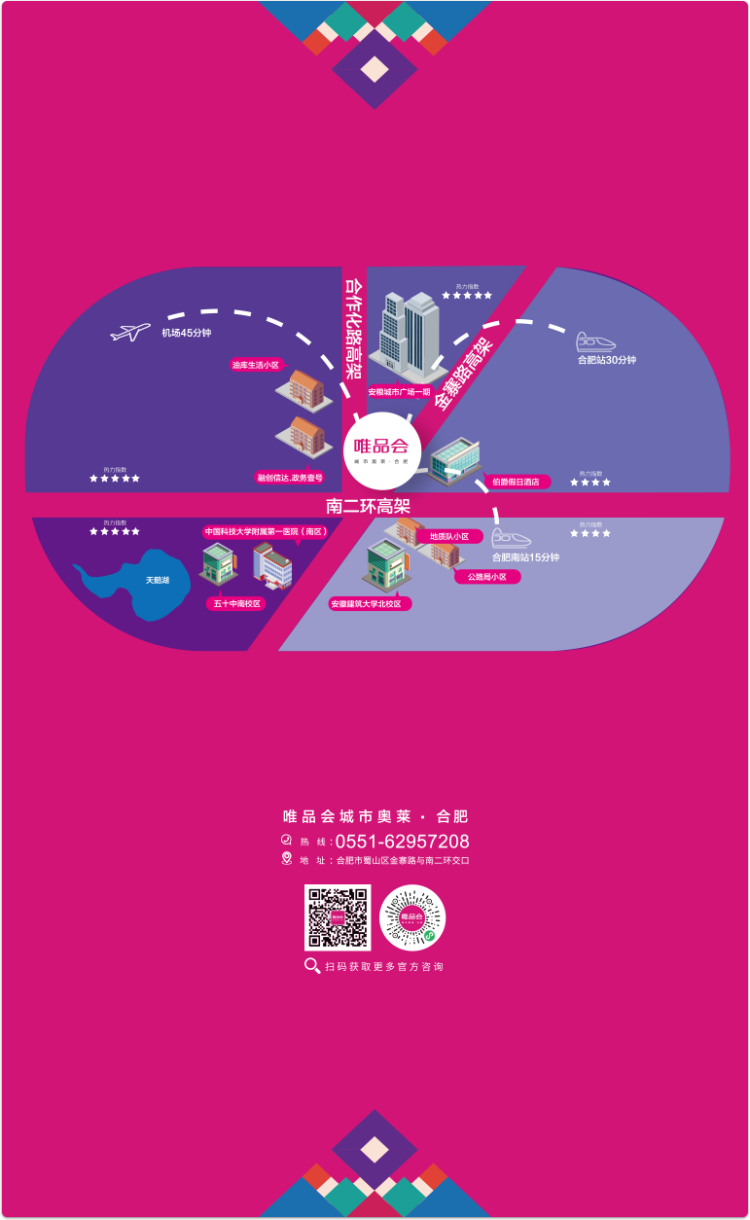 热力指数
合作化路高架
机场45分钟
金寨路高架
合肥站30分钟
油库生活小区
安粮城市广场一期
唯品会
城市奥莱·合肥
热力指数
融创信达,政务壹号
热力指数
伯爵假日酒店
南二环高架
热力指数
中国科技大学附属第一医院(南区)
热力指数
地质队小区
合肥南站15分钟
天鹅湖
公路局小区
五十中南校区
安徽建筑大学北校区
唯品会城市奥莱·合肥
热 线:0551-62957208
地 址:合肥市蜀山区金寨路与南二环交口
唯品会
扫码获取更多官方咨询